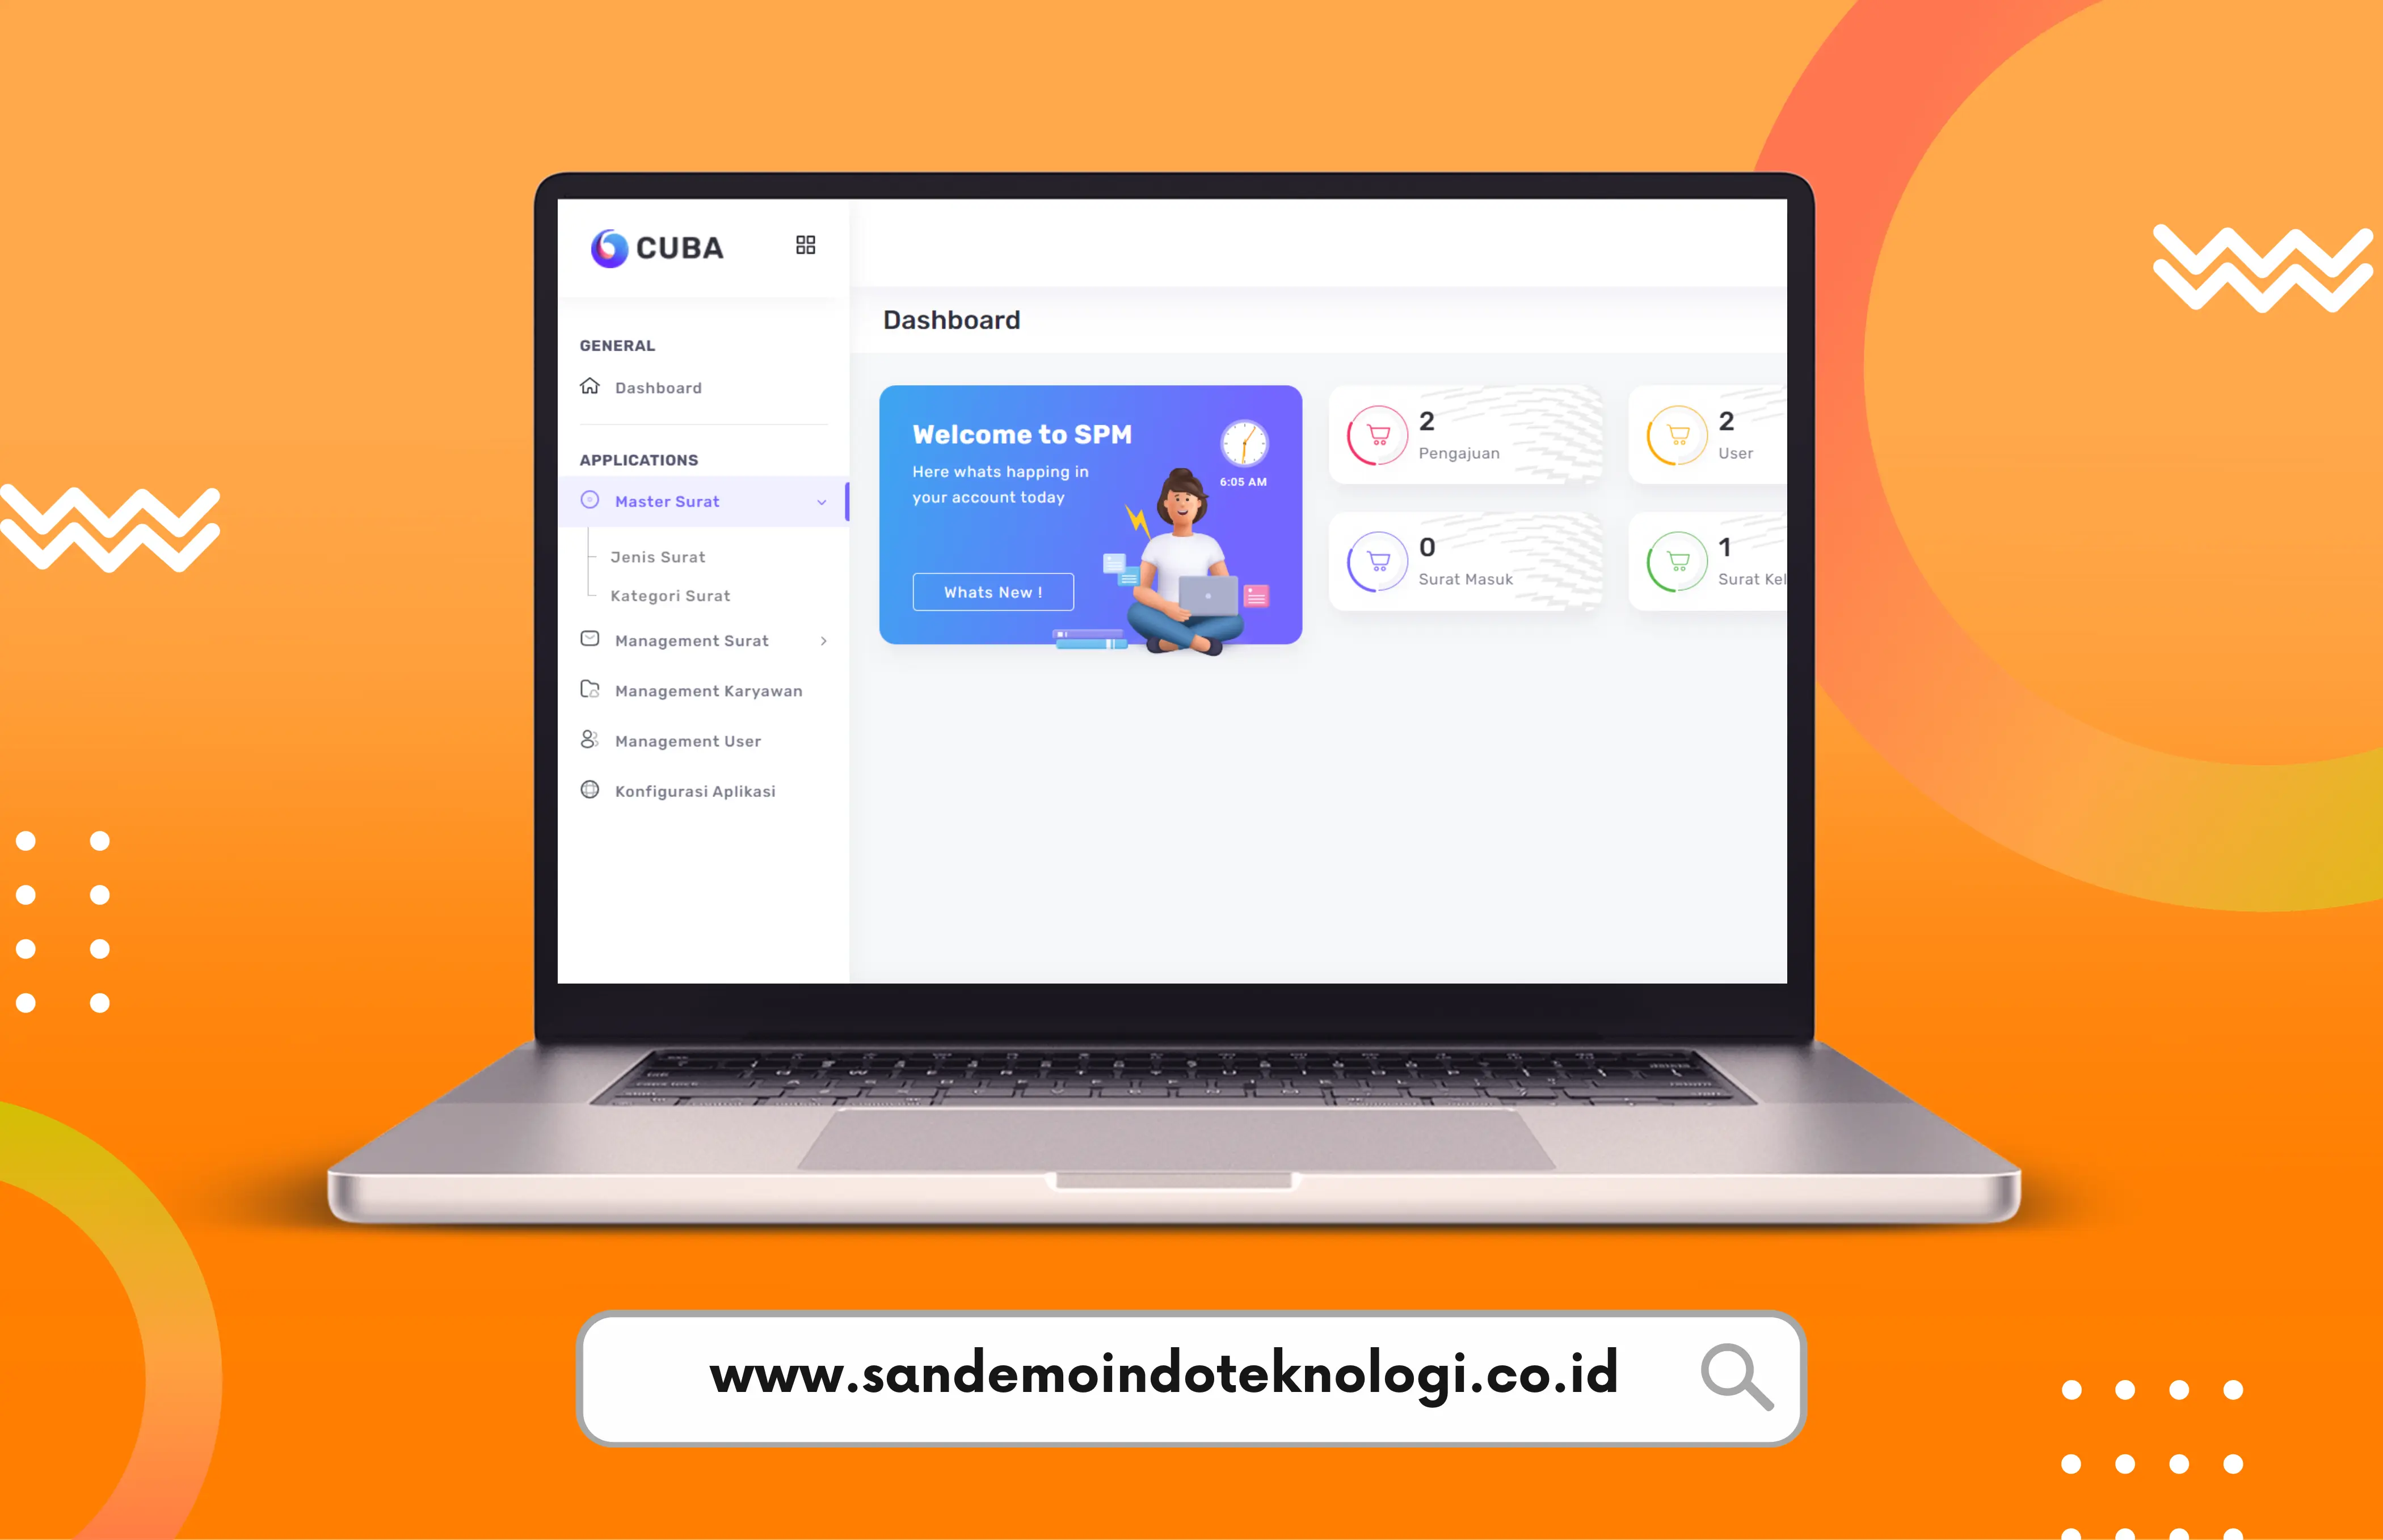 CUBA
GENERAL
Dashboard
APPLICATIONS
Master Surat
Jenis Surat
Kategori Surat
Management Surat
Management Karyawan
Management User
Konfigurasi Aplikasi
Dashboard
Welcome to SPM
Here whats happing in
your account today
6:05 AM
Whats New !
2
Pengajuan
2
User
0
Surat Masuk
1
Surat Kel
www.sandemoindoteknologi.co.id